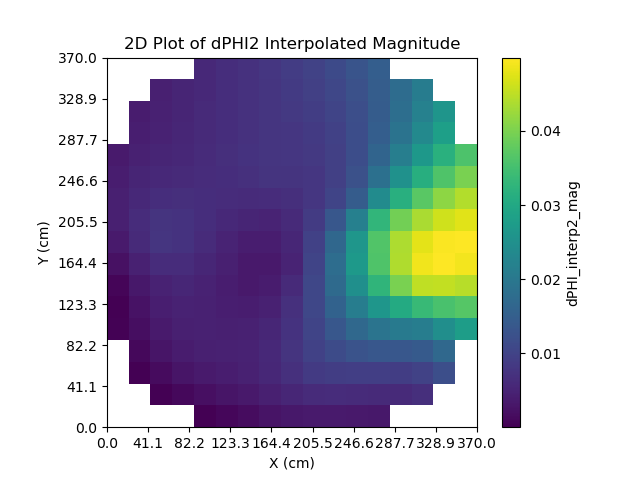 2D Plot of dPHI2 Interpolated Magnitude
370.0
328.9
287.7
246.6
205.5
164.4
123.3
82.2
41.1
0.0
Y (cm)
0.0 41.1 82.2 123.3 164.4 205.5 246.6 287.7 328.9 370.0
X (cm)
0.04
0.03
0.02
0.01
dPHI_interp2_mag